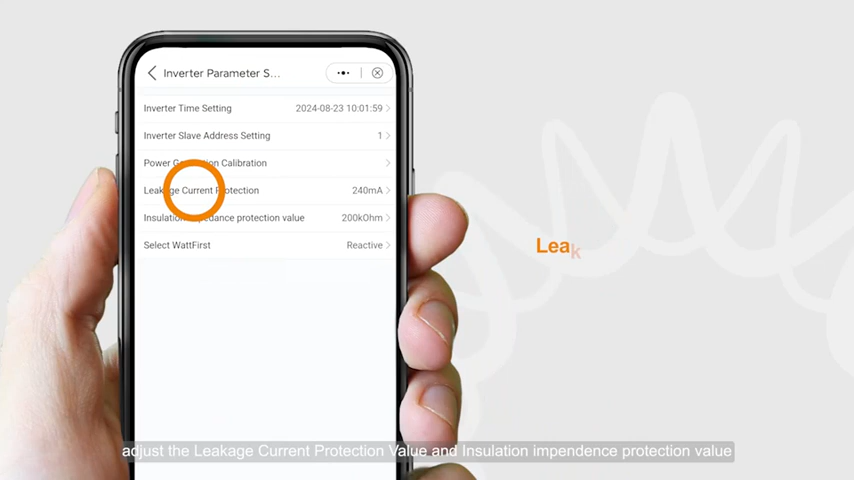 Inverter Parameter S...
Inverter Time Setting 2024-08-23 10:01:59
Inverter Slave Address Setting 1
Power Generation Calibration
Leakage Current Protection 240mA
Insulation impedance protection value 200kOhm
Select WattFirst Reactive
Leak
adjust the Leakage Current Protection Value and Insulation impendence protection value